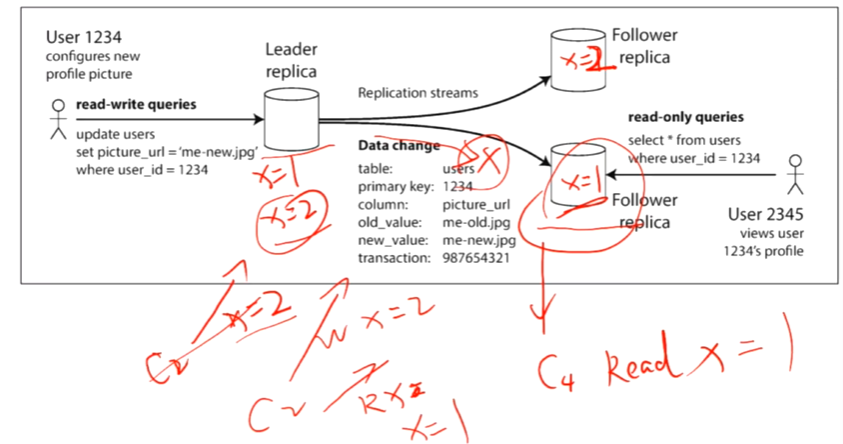 User 1234
configures new
profile picture
read-write queries
update users
set picture_url = 'me-new.jpg'
where user_id = 1234
Leader
replica
x=1
x=2
Replication streams
Data change
table: users
primary key: 1234
column: picture_url
old_value: me-old.jpg
new_value: me-new.jpg
transaction: 987654321
X
x=2
Follower
replica
x=1
Follower
replica
read-only queries
select * from users
where user_id = 1234
User 2345
views user
1234's profile
x=2
W x=2
x=1
C4 Read x=1